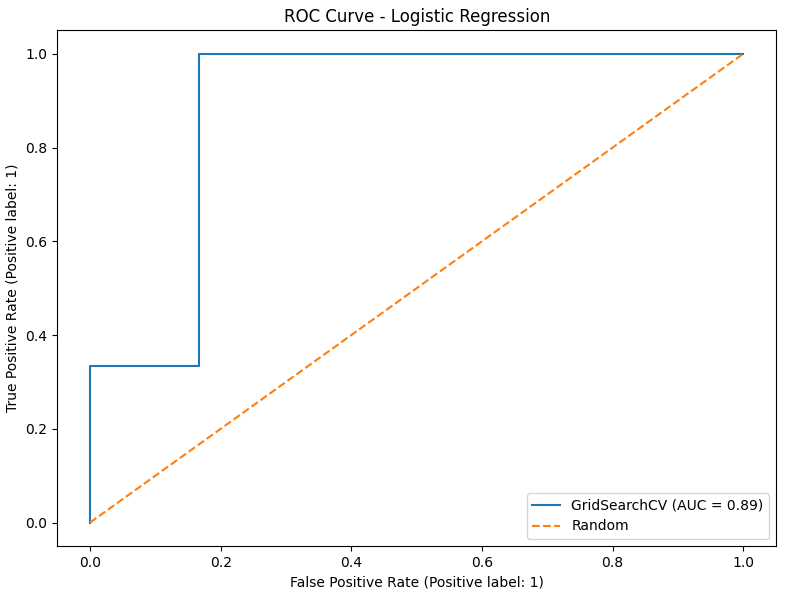 ROC Curve - Logistic Regression
True Positive Rate (Positive label: 1)
1.0
0.8
0.6
0.4
0.2
0.0
GridSearchCV (AUC = 0.89)
Random
0.0 0.2 0.4 0.6 0.8 1.0
False Positive Rate (Positive label: 1)